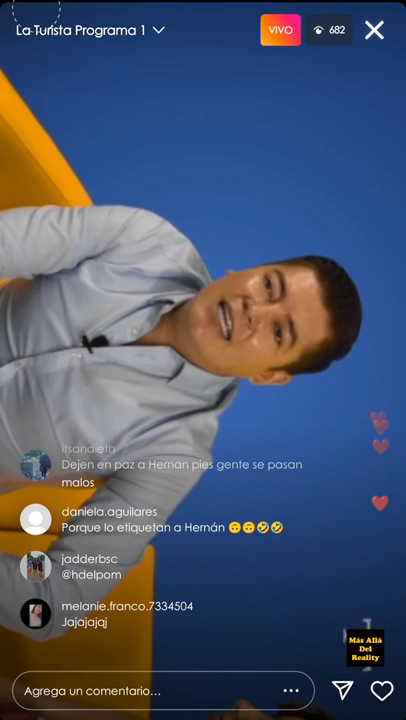 La Turista Programa 1
VIVO
682
itsandieth
Dejen en paz a Hernan pies gente se pasan
malos
daniela.aguilares
Porque lo etiquetan a Hernán 🙃🙃🤣🤣
jadderbsc
@hdelpom
melanie.franco.7334504
Jajajajqj
Más Allá
Del
Reality
Agrega un comentario...